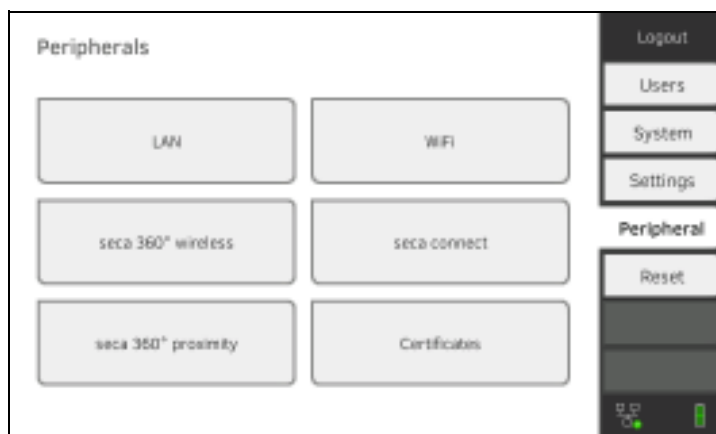 Peripherals
Logout
Users
LAN
WiFi
System
Settings
seca 360° wireless
seca connect
Peripheral
Reset
seca 360° proximity
Certificates